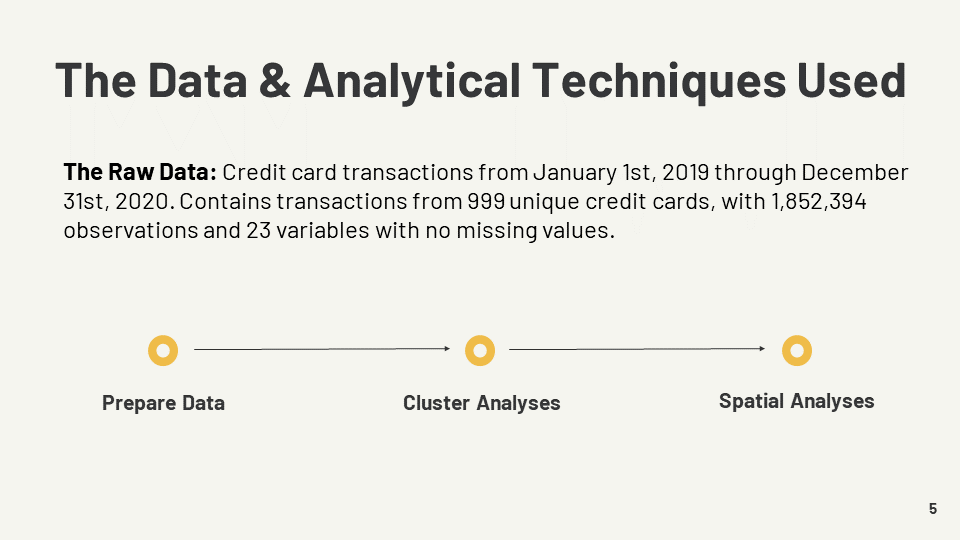 The Data & Analytical Techniques Used
The Raw Data: Credit card transactions from January 1st, 2019 through December
31st, 2020. Contains transactions from 999 unique credit cards, with 1,852,394
observations and 23 variables with no missing values.
Prepare Data
Cluster Analyses
Spatial Analyses
5